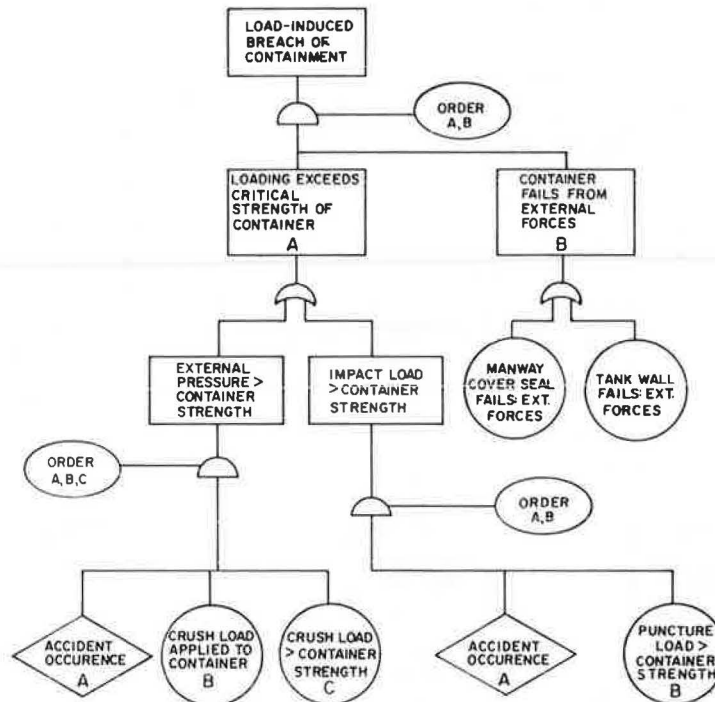 LOAD-INDUCED
BREACH OF
CONTAINMENT
ORDER
A,B
LOADING EXCEEDS
CRITICAL
STRENGTH OF
CONTAINER
A
CONTAINER
FAILS FROM
EXTERNAL
FORCES
B
EXTERNAL
PRESSURE >
CONTAINER
STRENGTH
IMPACT LOAD
> CONTAINER
STRENGTH
MANWAY
COVER SEAL
FAILS: EXT.
FORCES
TANK WALL
FAILS: EXT.
FORCES
ORDER
A,B,C
ORDER
A,B
ACCIDENT
OCCURENCE
A
CRUSH LOAD
APPLIED TO
CONTAINER
B
CRUSH LOAD
> CONTAINER
STRENGTH
C
ACCIDENT
OCCURENCE
A
PUNCTURE
LOAD >
CONTAINER
STRENGTH
B